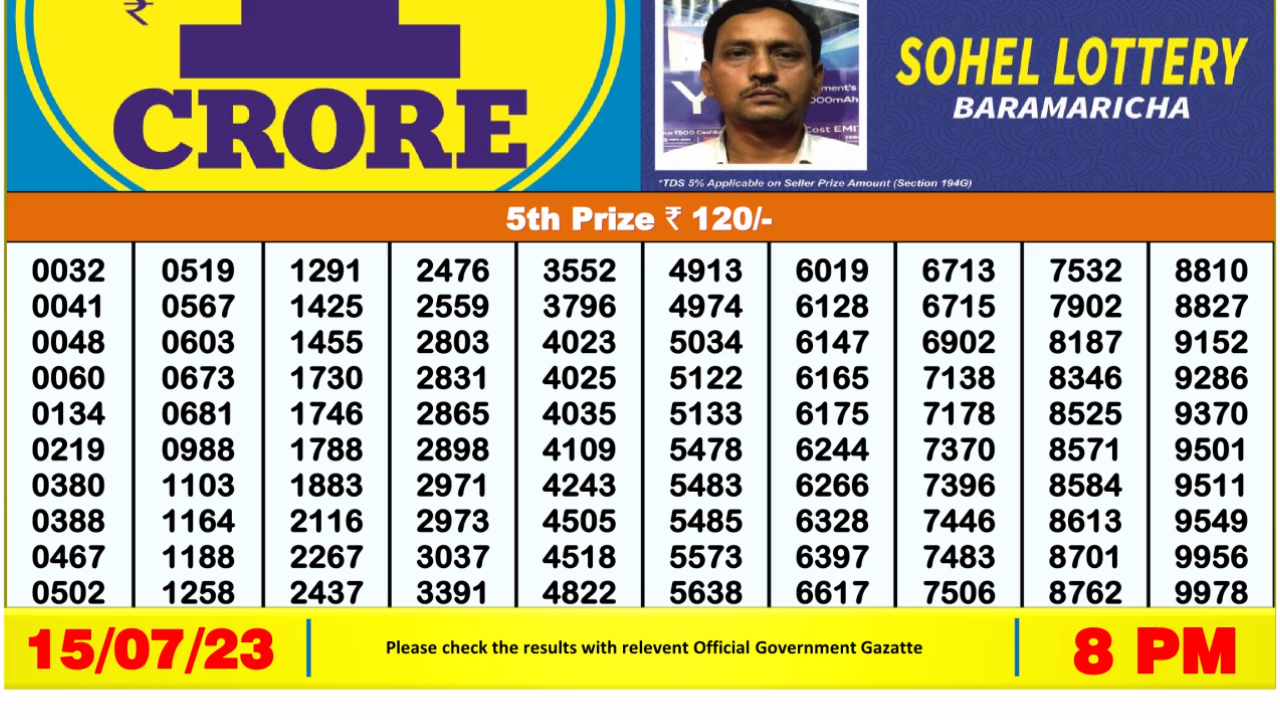 ₹ 1
CRORE
Y
ment's
000mAh
Cost EMI
SOHEL LOTTERY
BARAMARICHA
*TDS 5% Applicable on Seller Prize Amount (Section 194G)
5th Prize ₹ 120/-
0032 0519 1291 2476 3552 4913 6019 6713 7532 8810
0041 0567 1425 2559 3796 4974 6128 6715 7902 8827
0048 0603 1455 2803 4023 5034 6147 6902 8187 9152
0060 0673 1730 2831 4025 5122 6165 7138 8346 9286
0134 0681 1746 2865 4035 5133 6175 7178 8525 9370
0219 0988 1788 2898 4109 5478 6244 7370 8571 9501
0380 1103 1883 2971 4243 5483 6266 7396 8584 9511
0388 1164 2116 2973 4505 5485 6328 7446 8613 9549
0467 1188 2267 3037 4518 5573 6397 7483 8701 9956
0502 1258 2437 3391 4822 5638 6617 7506 8762 9978
15/07/23 Please check the results with relevent Official Government Gazatte 8 PM